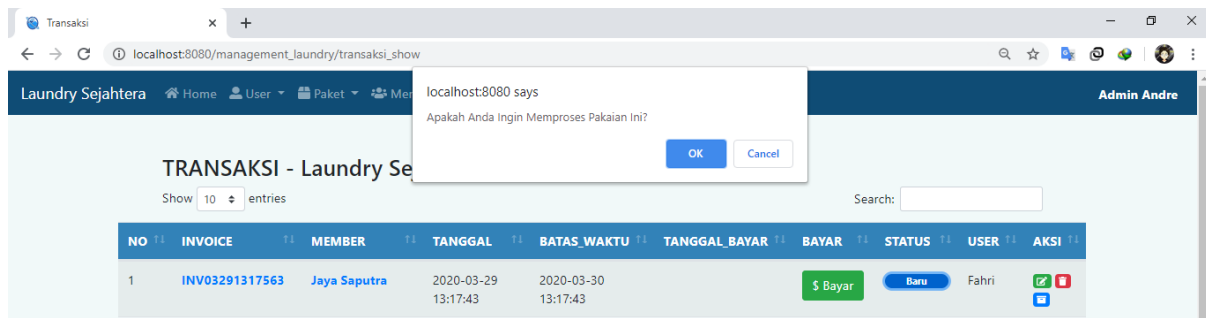 Transaksi
localhost:8080/management_laundry/transaksi_show
Laundry Sejahtera Home User Paket Mer Admin Andre
localhost:8080 says
Apakah Anda Ingin Memproses Pakaian Ini?
OK Cancel
TRANSAKSI - Laundry Se
Show 10 entries Search:
NO INVOICE MEMBER TANGGAL BATAS_WAKTU TANGGAL_BAYAR BAYAR STATUS USER AKSI
1 INV03291317563 Jaya Saputra 2020-03-29 2020-03-30 $ Bayar Baru Fahri
13:17:43 13:17:43